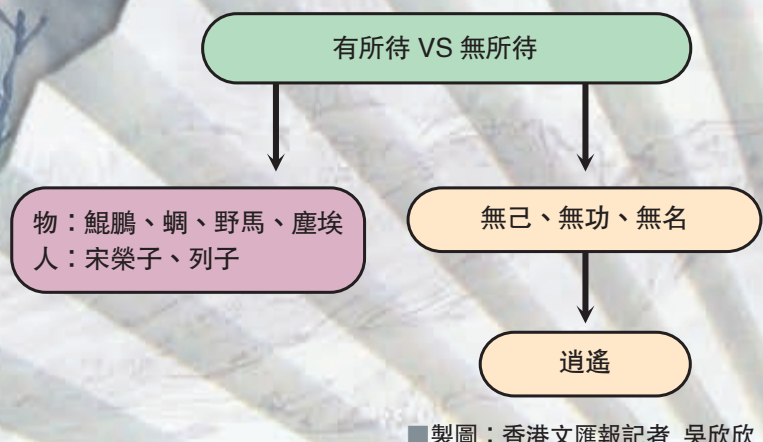 有所待 VS 無所待
物：鯤鵬、蜩、野馬、塵埃
人：宋榮子、列子
無己、無功、無名
逍遙
■製圖：香港文匯報記者 吳欣欣